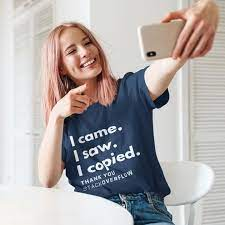 I came.
I saw.
I copied.
THANK YOU
STACKOVERFLOW